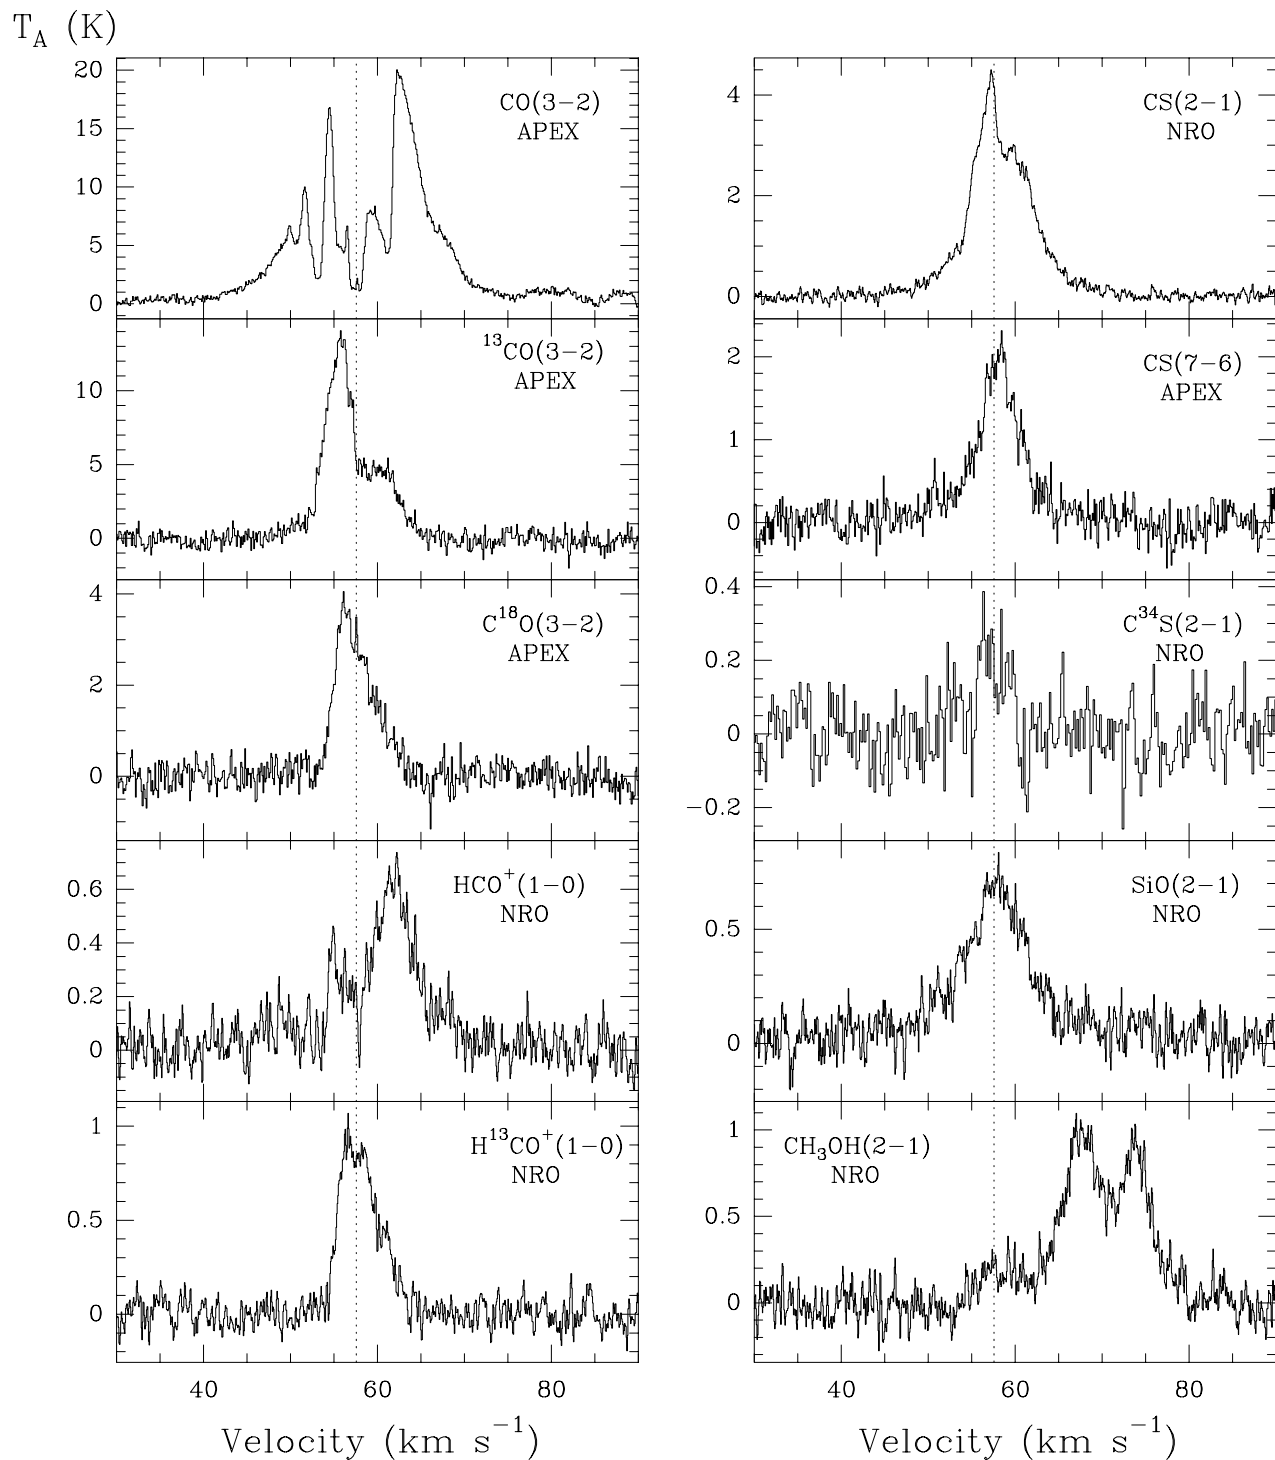 T_A (K)
20
15
10
5
0
CO(3−2)
APEX
10
5
0
¹³CO(3−2)
APEX
4
2
0
C¹⁸O(3−2)
APEX
0.6
0.4
0.2
0
HCO⁺(1−0)
NRO
1
0.5
0
H¹³CO⁺(1−0)
NRO
40 60 80
Velocity (km s⁻¹)
4
2
0
CS(2−1)
NRO
2
1
0
CS(7−6)
APEX
0.4
0.2
0
−0.2
C³⁴S(2−1)
NRO
0.5
0
SiO(2−1)
NRO
1
0.5
0
CH₃OH(2−1)
NRO
40 60 80
Velocity (km s⁻¹)